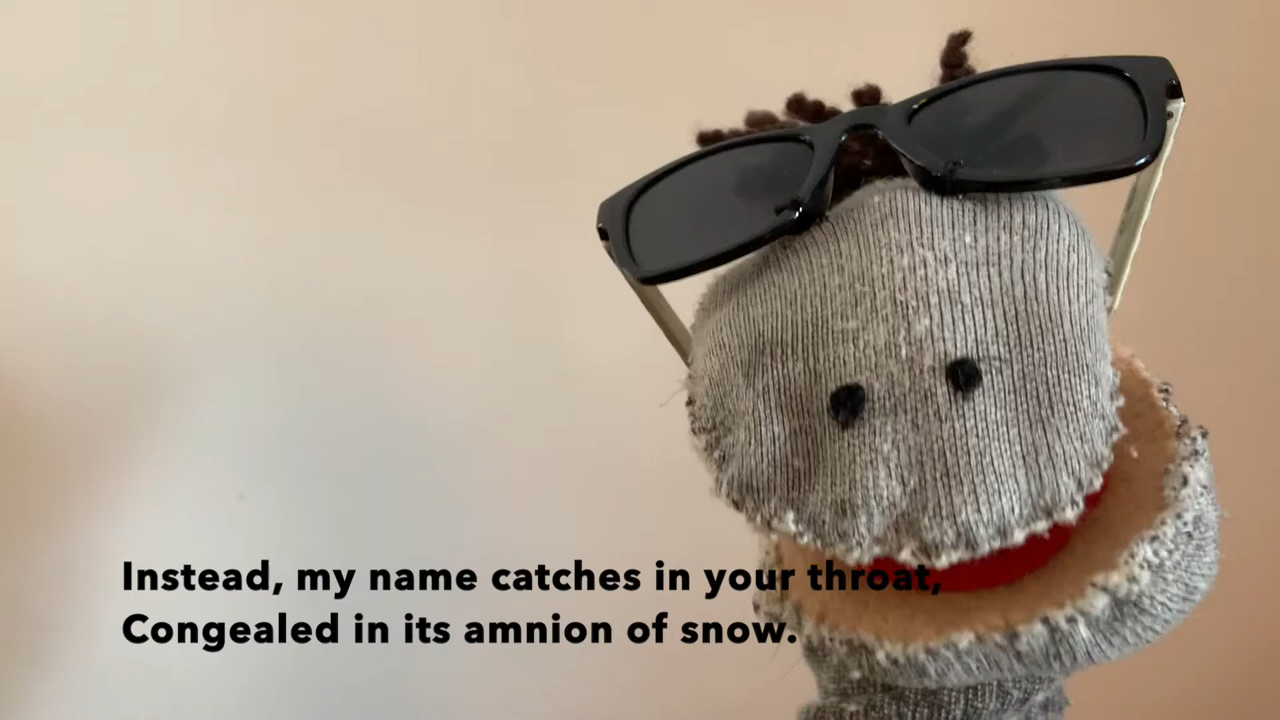 Instead, my name catches in your throat,
Congealed in its amnion of snow.